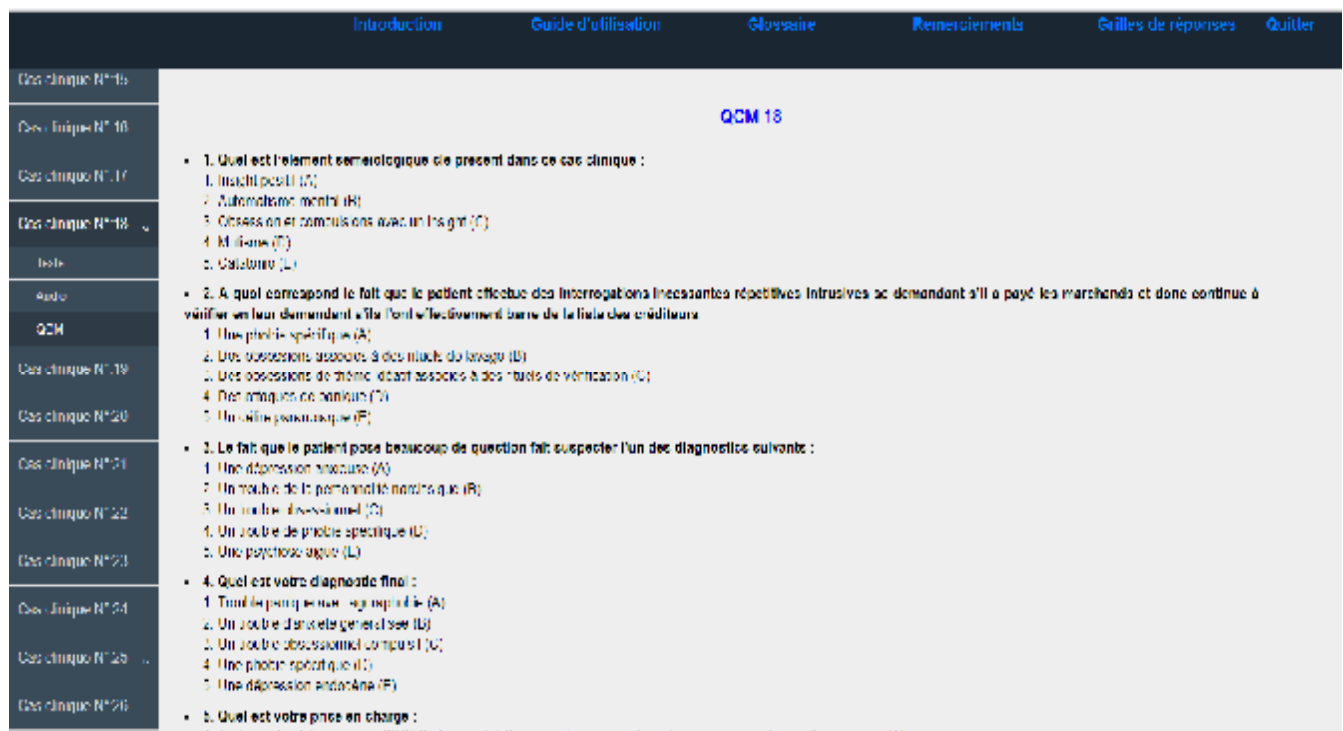 Introduction Guide d'utilisation Glossaire Remerciements Grilles de réponses Quitter
Cas clinique N°15
Cas clinique N°16
Cas clinique N°17
Cas clinique N°18
Texte
Audio
QCM
Cas clinique N°19
Cas clinique N°20
Cas clinique N°21
Cas clinique N°22
Cas clinique N°23
Cas clinique N°24
Cas clinique N°25
Cas clinique N°26
QCM 18
1. Quel est l'element semeiologique cle present dans ce cas clinique :
1. Insight positif (A)
2. Automatisme mental (B)
3. Obsession et compulsions avec un insight (C)
4. Mutisme (D)
5. Catatonie (E)
2. A quoi correspond le fait que le patient effectue des interrogations incessantes répétitives intrusives se demandant s'il a payé les marchands et donc continue à
vérifier en leur demandant s'ils l'ont effectivement barré de la liste des créditeurs
1. Une phobie spécifique (A)
2. Des obsessions associés à des rituels de lavage (B)
3. Des obsessions de thème idéatif associés à des rituels de vérification (C)
4. Des attaques de panique (D)
5. Un délire paranoiaque (E)
3. Le fait que le patient pose beaucoup de question fait suspecter l'un des diagnostics suivants :
1. Une dépression anxieuse (A)
2. Un trouble de la personnalité narcissique (B)
3. Un trouble obsessionnel (C)
4. Un trouble de phobie spécifique (D)
5. Une psychose aigue (E)
4. Quel est votre diagnostic final :
1. Trouble panique avec agoraphobie (A)
2. Un trouble d'anxiete generalisee (B)
3. Un trouble obsessionnel compulsif (C)
4. Une phobie spécifique (D)
5. Une dépression endogène (E)
5. Quel est votre prise en charge :